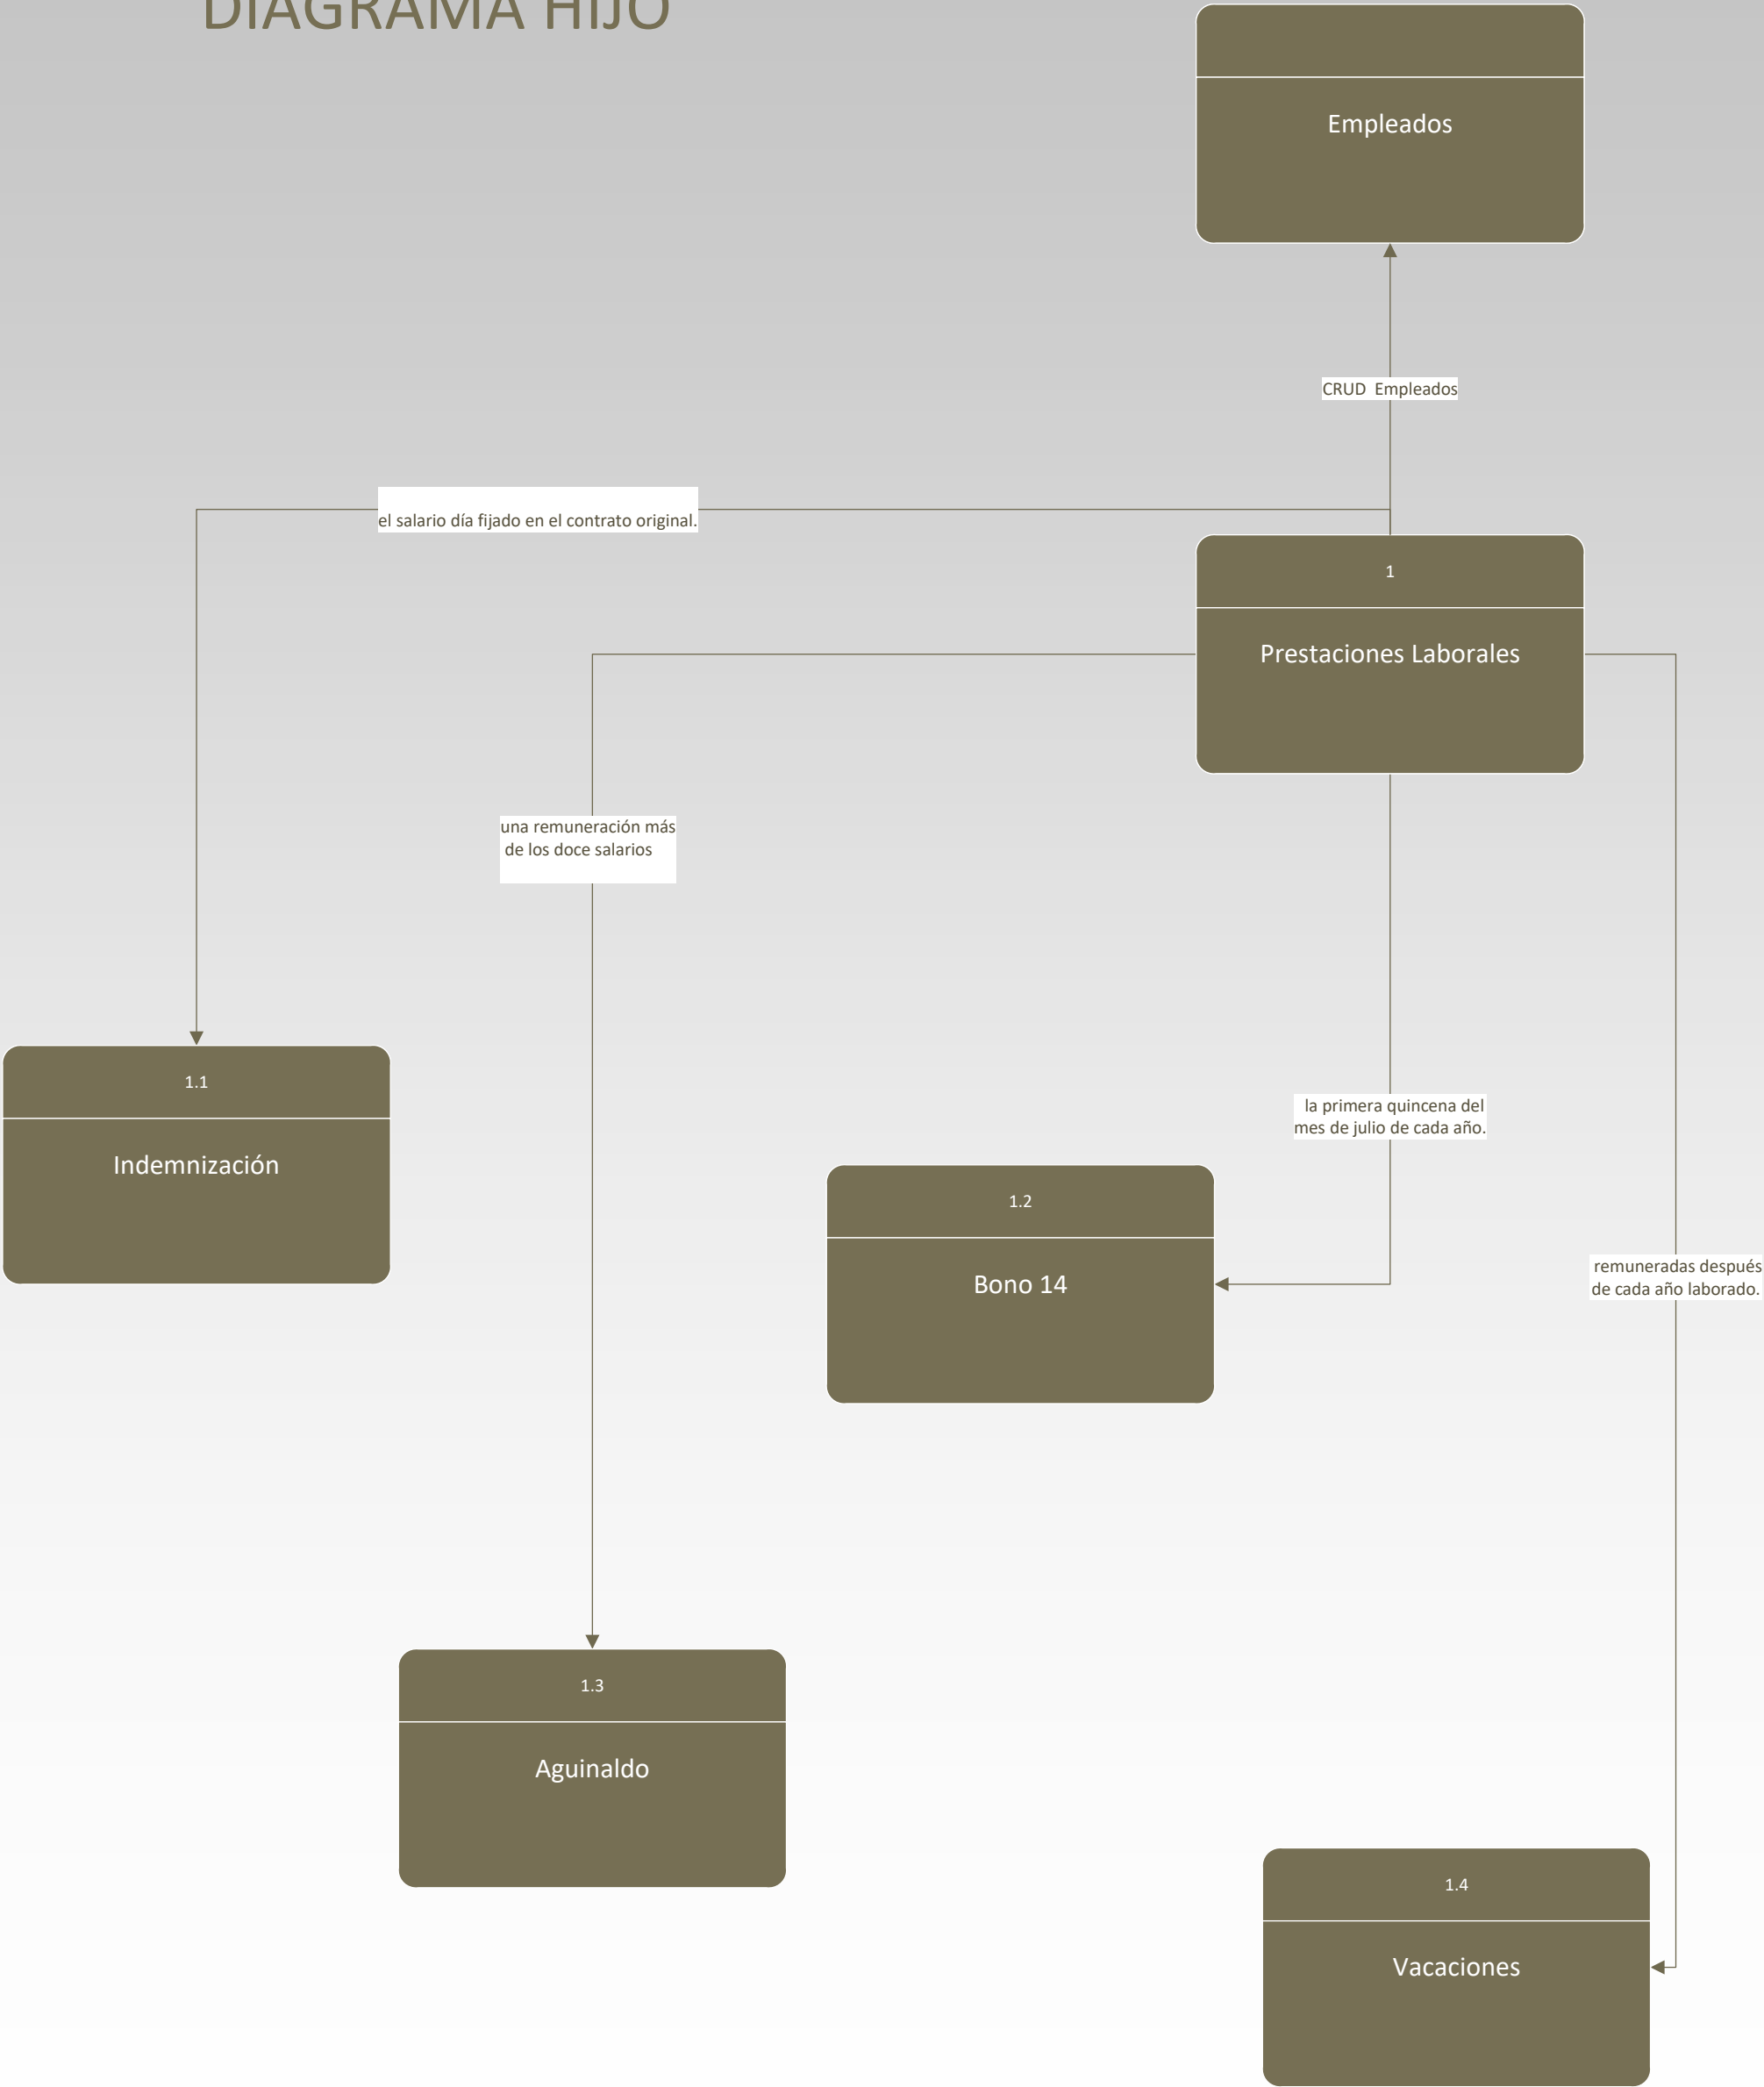 DIAGRAMA HIJO
Empleados
CRUD Empleados
el salario día fijado en el contrato original.
1
Prestaciones Laborales
una remuneración más
de los doce salarios
1.1
Indemnización
la primera quincena del
mes de julio de cada año.
1.2
Bono 14
remuneradas después
de cada año laborado.
1.3
Aguinaldo
1.4
Vacaciones